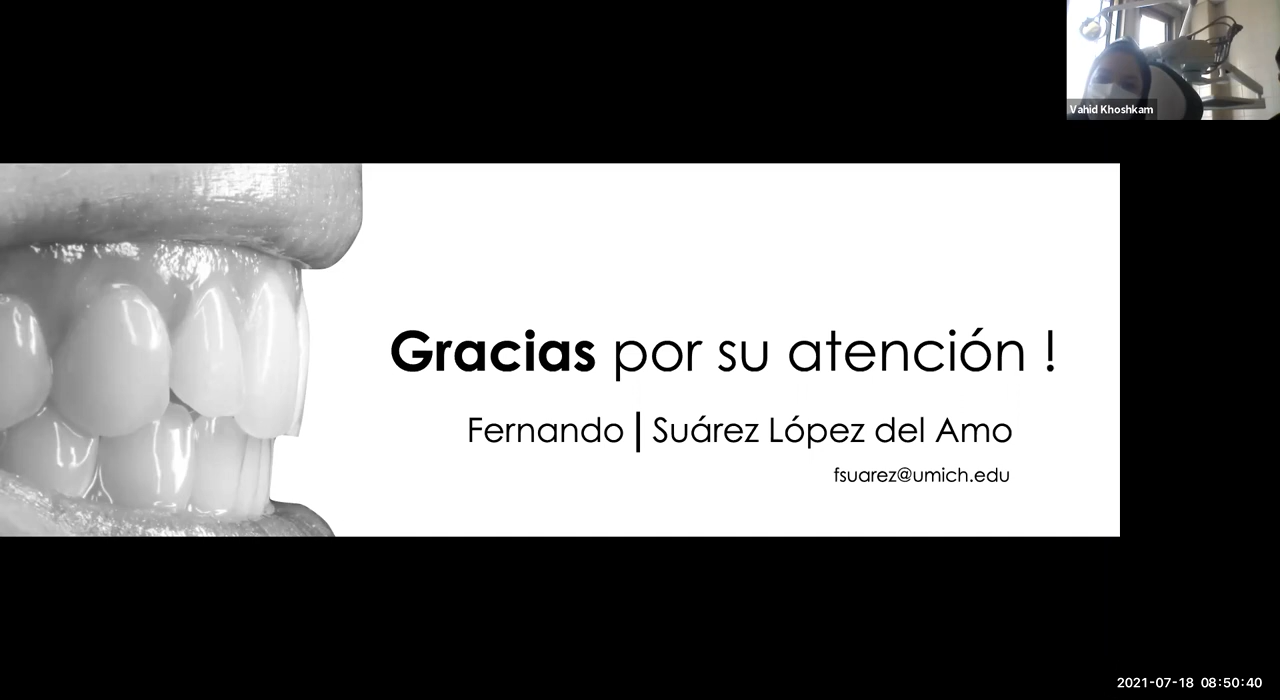 Vahid Khoshkam
Gracias por su atención !
Fernando | Suárez López del Amo
fsuarez@umich.edu
2021-07-18 08:50:40